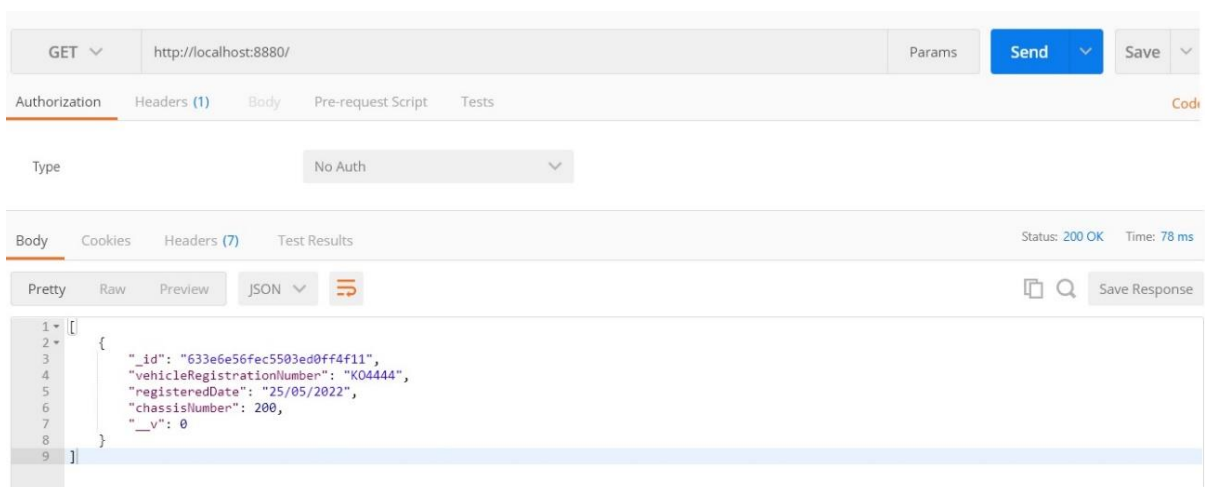 GET http://localhost:8880/ Params Send Save
Authorization Headers (1) Body Pre-request Script Tests Code
Type No Auth
Body Cookies Headers (7) Test Results Status: 200 OK Time: 78 ms
Pretty Raw Preview JSON Save Response
1 [
2 {
3 "_id": "633e6e56fec5503ed0ff4f11",
4 "vehicleRegistrationNumber": "KO4444",
5 "registeredDate": "25/05/2022",
6 "chassisNumber": 200,
7 "__v": 0
8 }
9 ]